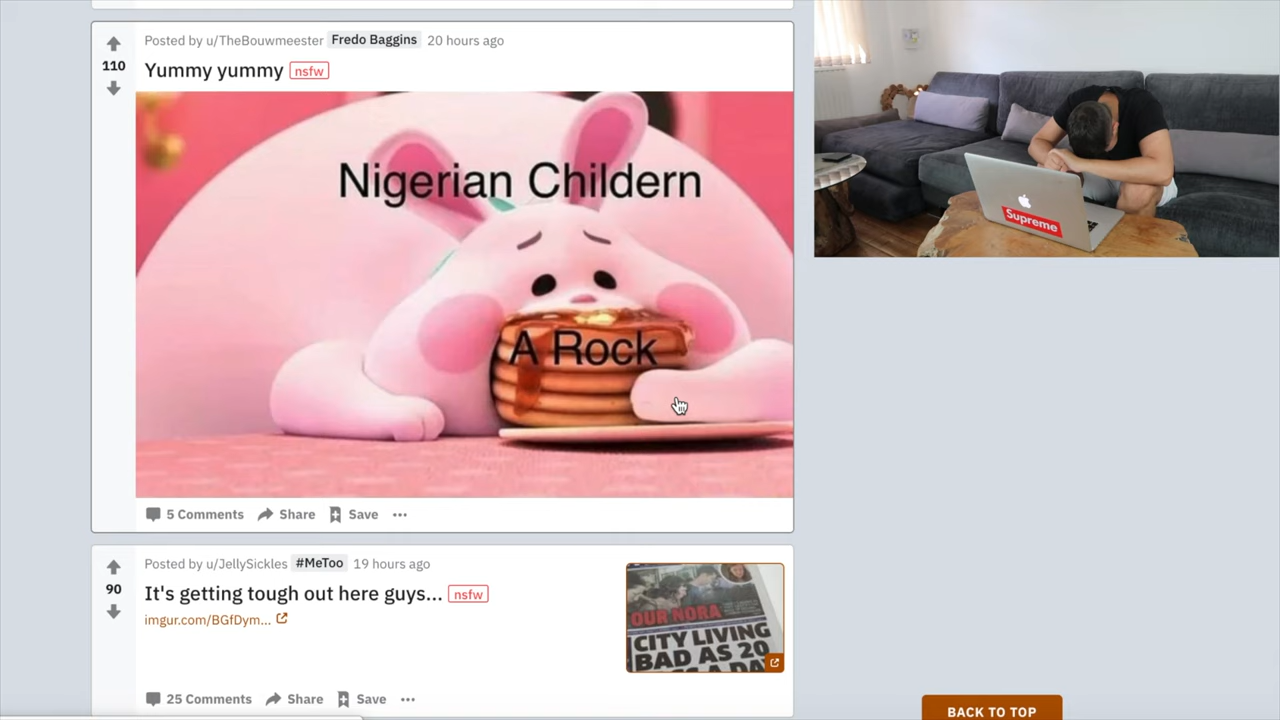 Posted by u/TheBouwmeester Fredo Baggins 20 hours ago
110
Yummy yummy nsfw
Nigerian Childern
A Rock
5 Comments Share Save
Posted by u/JellySickles #MeToo 19 hours ago
90
It's getting tough out here guys... nsfw
imgur.com/BGfDym...
OUR NORA
CITY LIVING
BAD AS 20
25 Comments Share Save
Supreme
BACK TO TOP